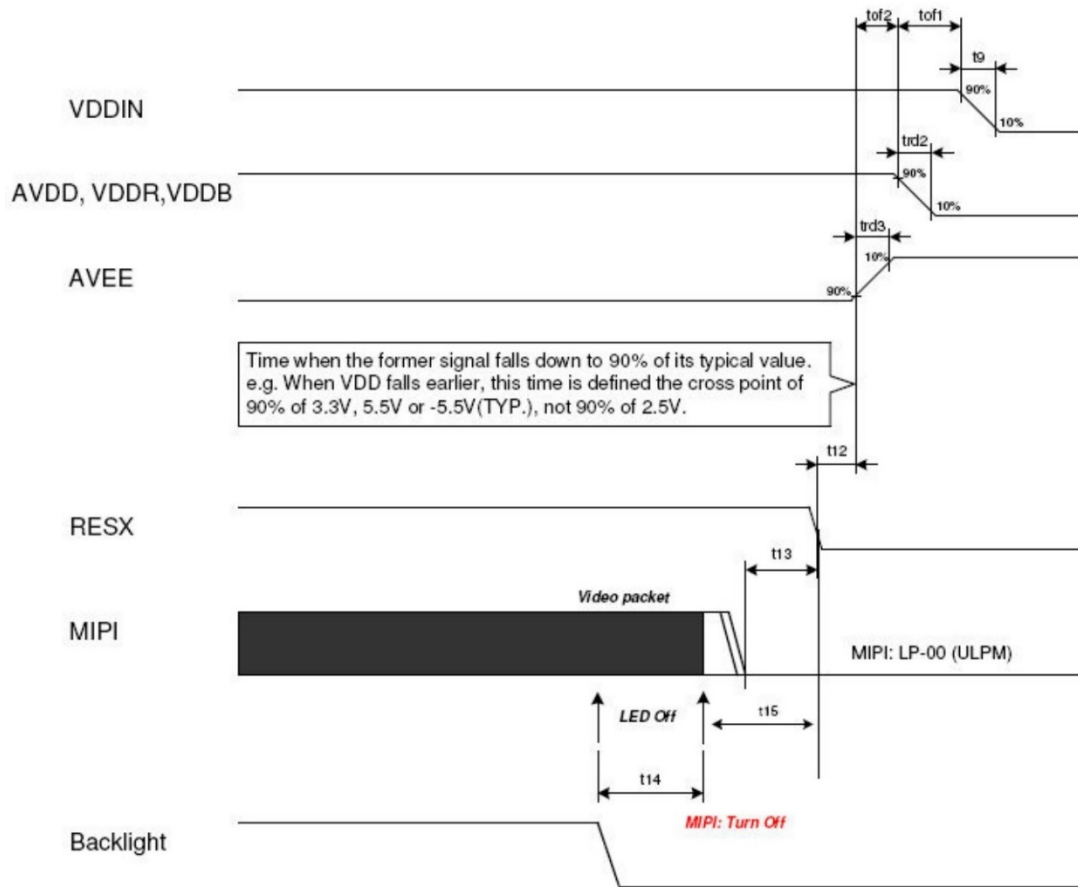 tof2 tof1
t9
VDDIN
90%
10%
trd2
AVDD, VDDR,VDDB
90%
10%
trd3
AVEE
10%
90%
Time when the former signal falls down to 90% of its typical value.
e.g. When VDD falls earlier, this time is defined the cross point of
90% of 3.3V, 5.5V or -5.5V(TYP.), not 90% of 2.5V.
t12
RESX
t13
Video packet
MIPI
MIPI: LP-00 (ULPM)
LED Off
t15
t14
MIPI: Turn Off
Backlight